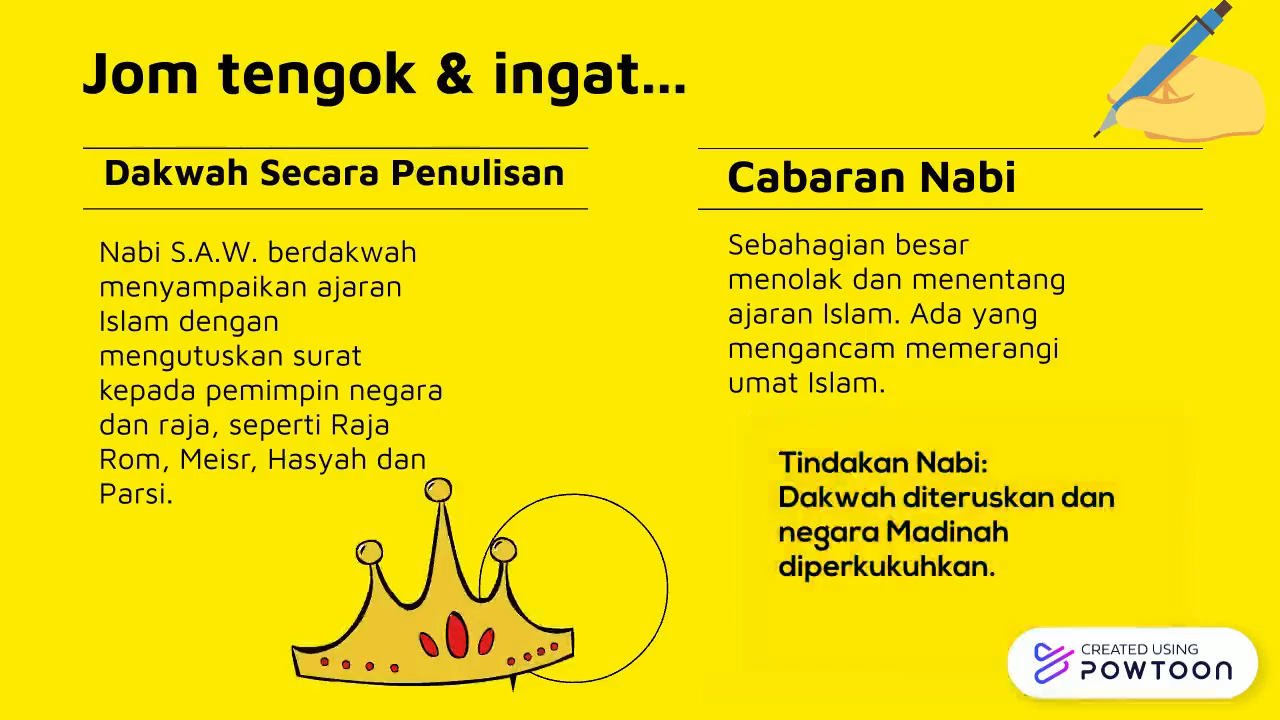 Jom tengok & ingat...
Dakwah Secara Penulisan
Nabi S.A.W. berdakwah
menyampaikan ajaran
Islam dengan
mengutuskan surat
kepada pemimpin negara
dan raja, seperti Raja
Rom, Meisr, Hasyah dan
Parsi.
Cabaran Nabi
Sebahagian besar
menolak dan menentang
ajaran Islam. Ada yang
mengancam memerangi
umat Islam.
Tindakan Nabi:
Dakwah diteruskan dan
negara Madinah
diperkukuhkan.
CREATED USING
POWTOON